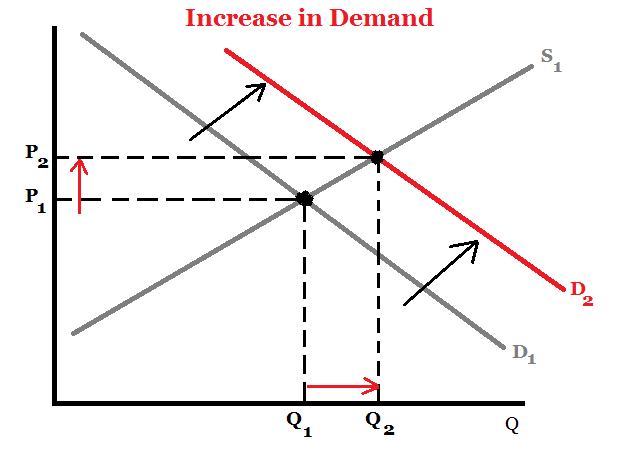 Increase in Demand
S1
P2
P1
D2
D1
Q1
Q2
Q